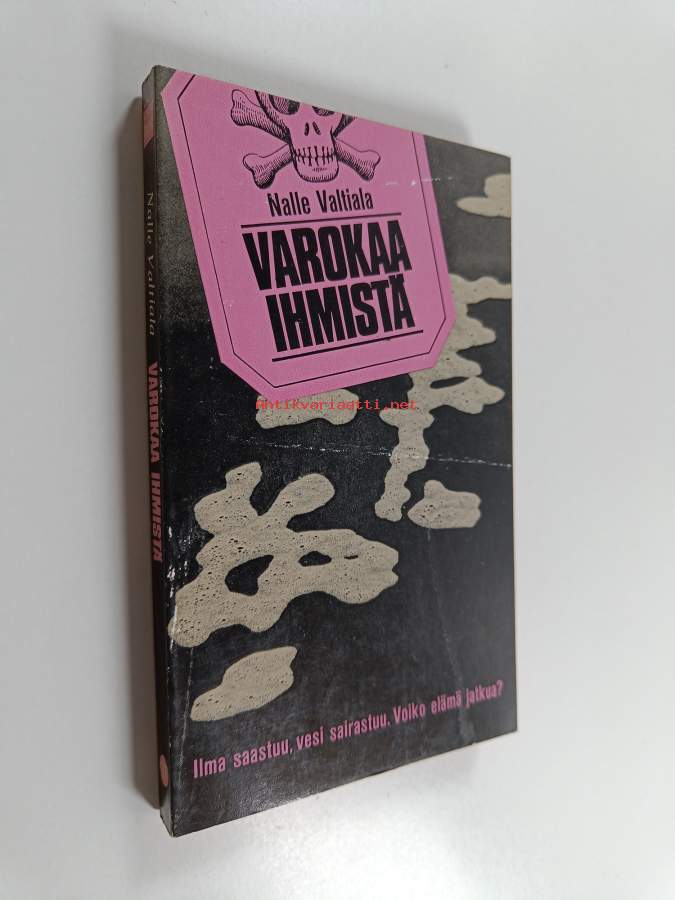 Nalle Valtiala
VAROKAA
IHMISTÄ
Antikvariaatti.net
Ilma saastuu, vesi sairastuu. Voiko elämä jatkua?
Nalle Valtiala VAROKAA IHMISTÄ